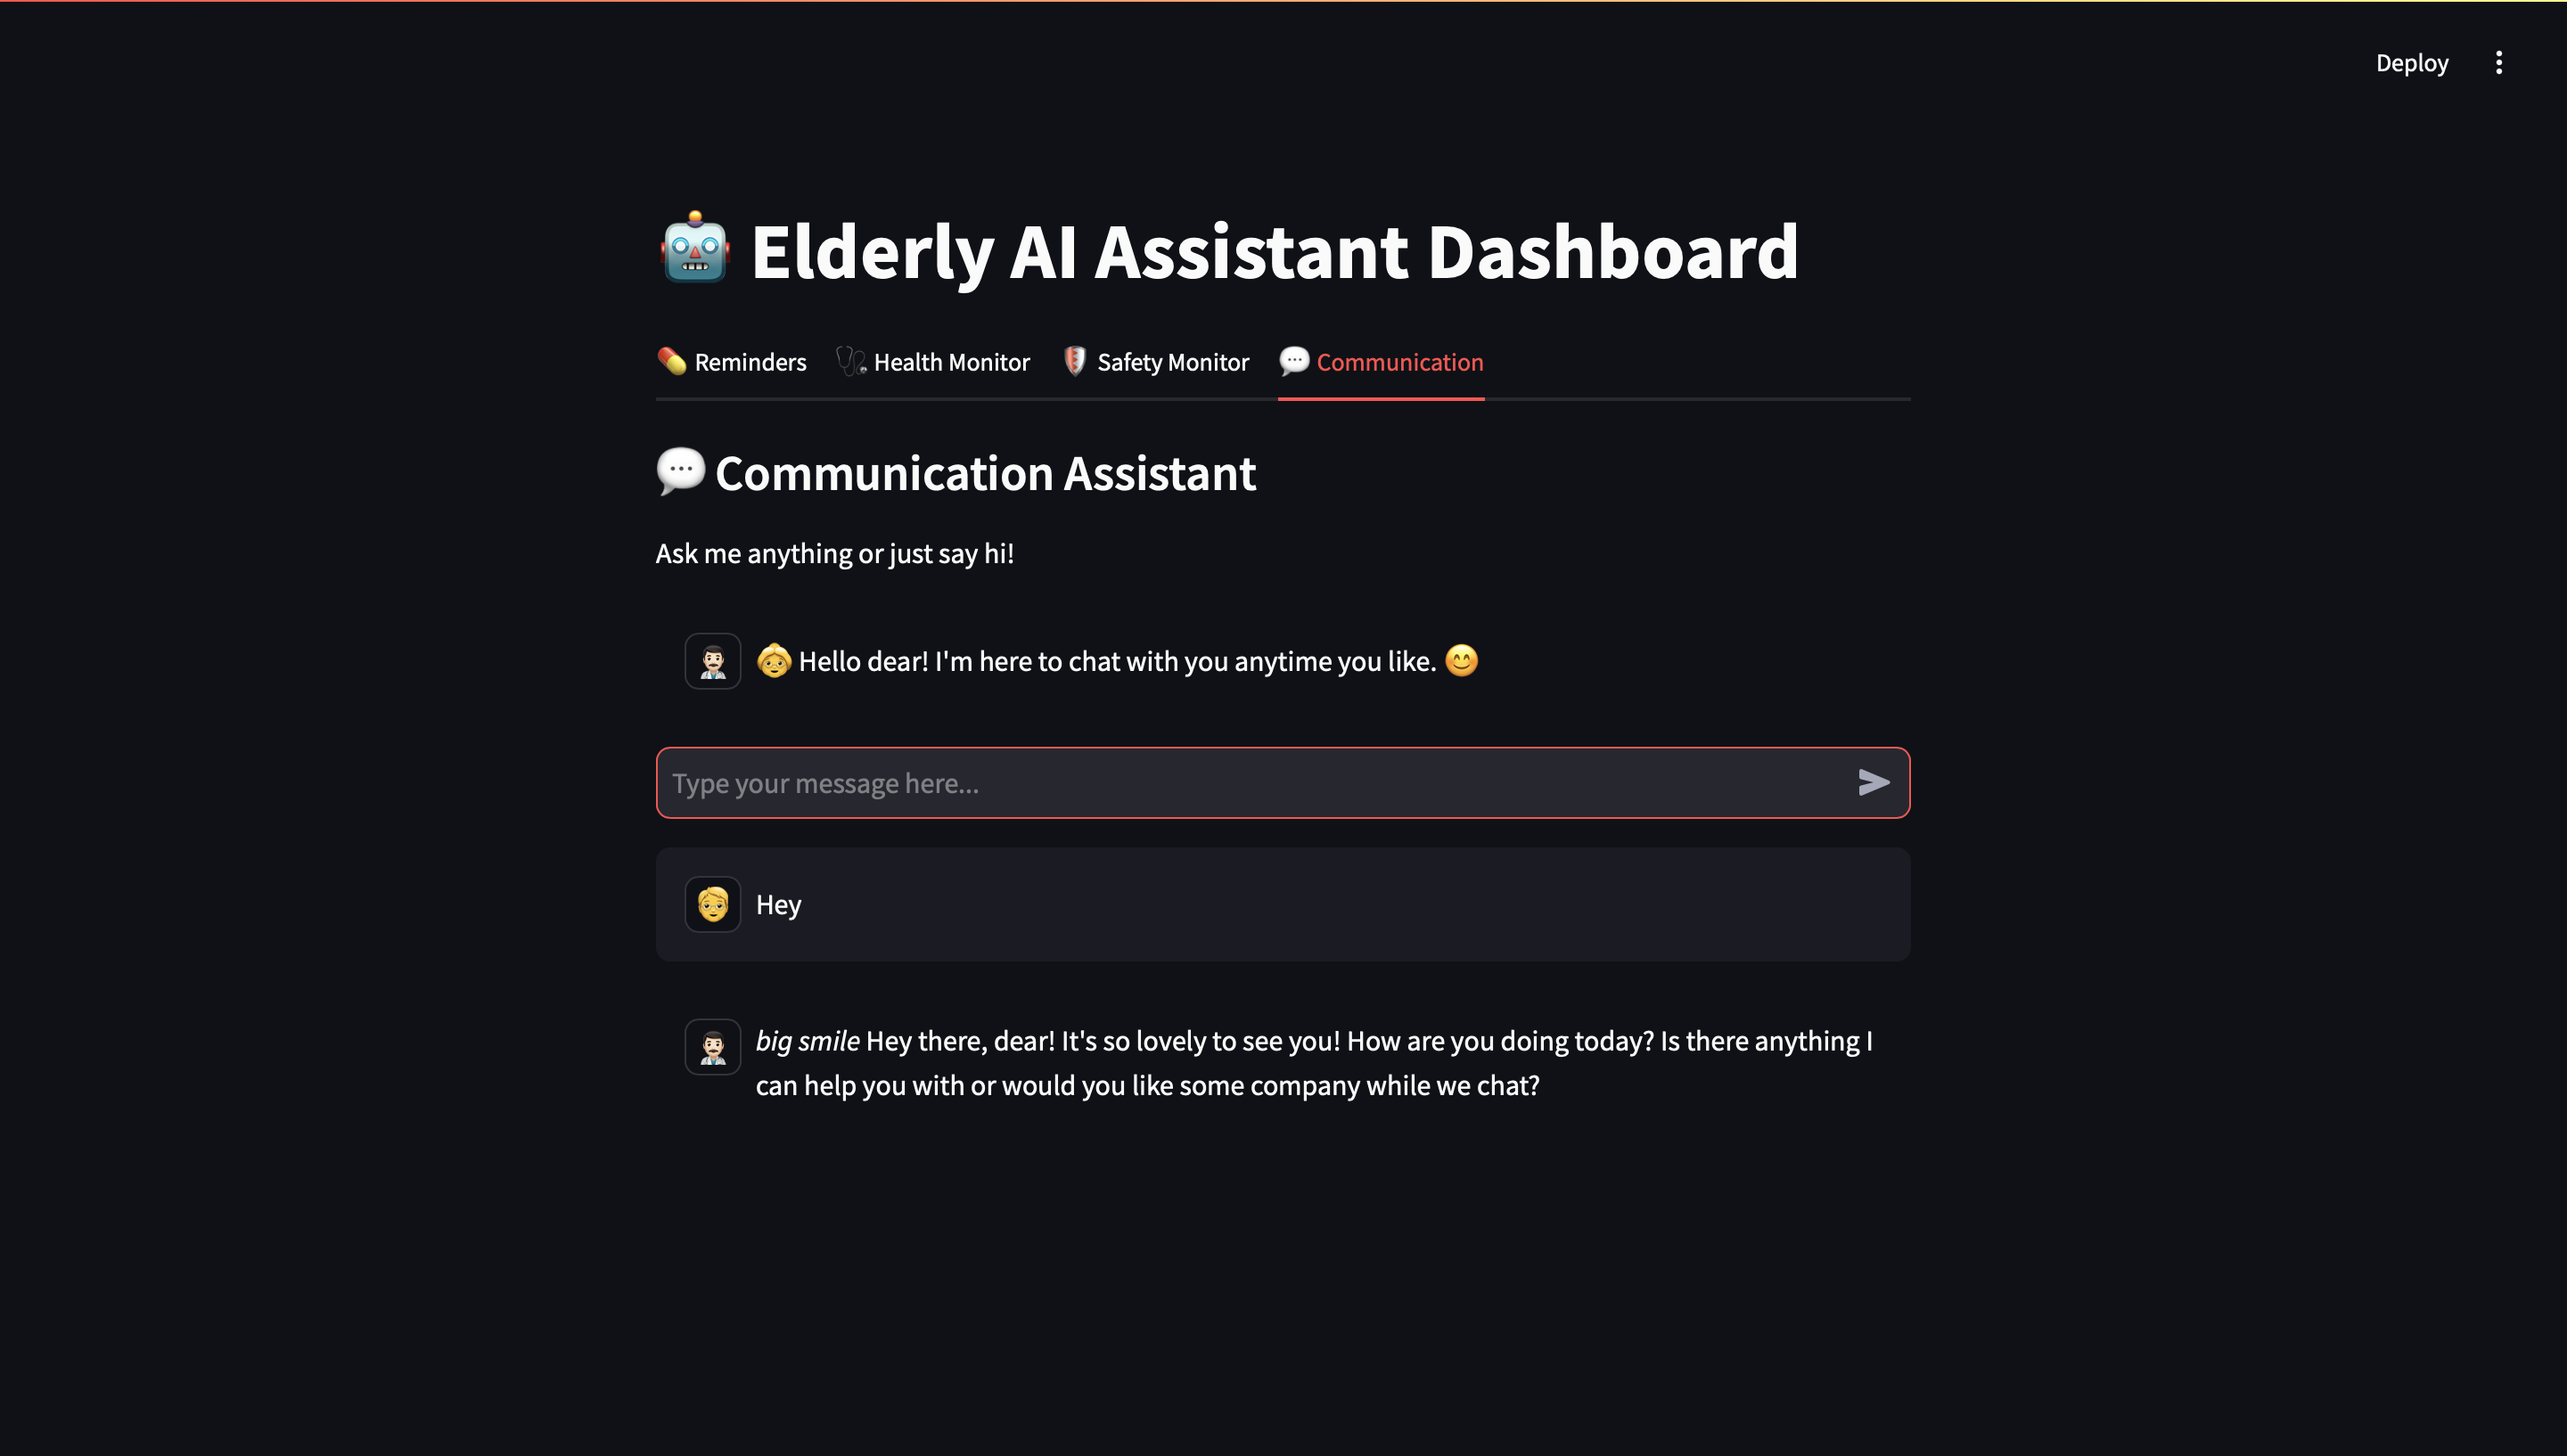 Deploy
🤖 Elderly AI Assistant Dashboard
💊 Reminders 🩺 Health Monitor 🛡️ Safety Monitor 💬 Communication
💬 Communication Assistant
Ask me anything or just say hi!
👵 Hello dear! I'm here to chat with you anytime you like. 😊
Type your message here...
Hey
big smile Hey there, dear! It's so lovely to see you! How are you doing today? Is there anything I
can help you with or would you like some company while we chat?